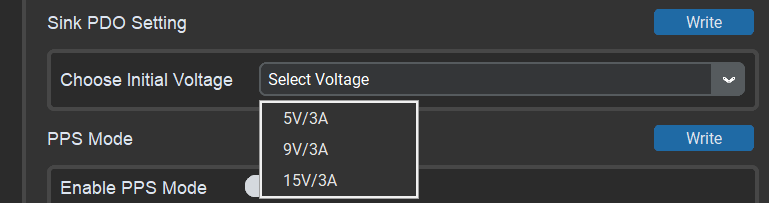 Sink PDO Setting
Write
Choose Initial Voltage
Select Voltage
5V/3A
9V/3A
15V/3A
PPS Mode
Write
Enable PPS Mode